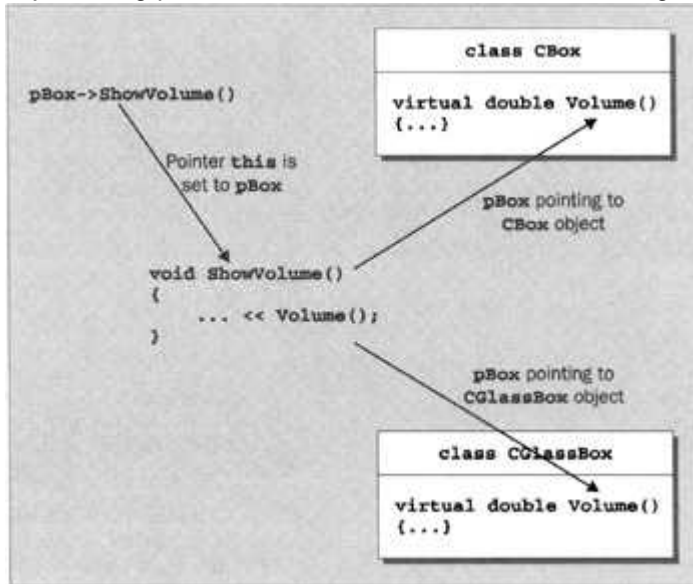 class CBox
virtual double Volume()
{...}
pBox->ShowVolume()
Pointer this is
set to pBox
pBox pointing to
CBox object
void ShowVolume()
{
... << Volume();
}
pBox pointing to
CGlassBox object
class CGlassBox
virtual double Volume()
{...}